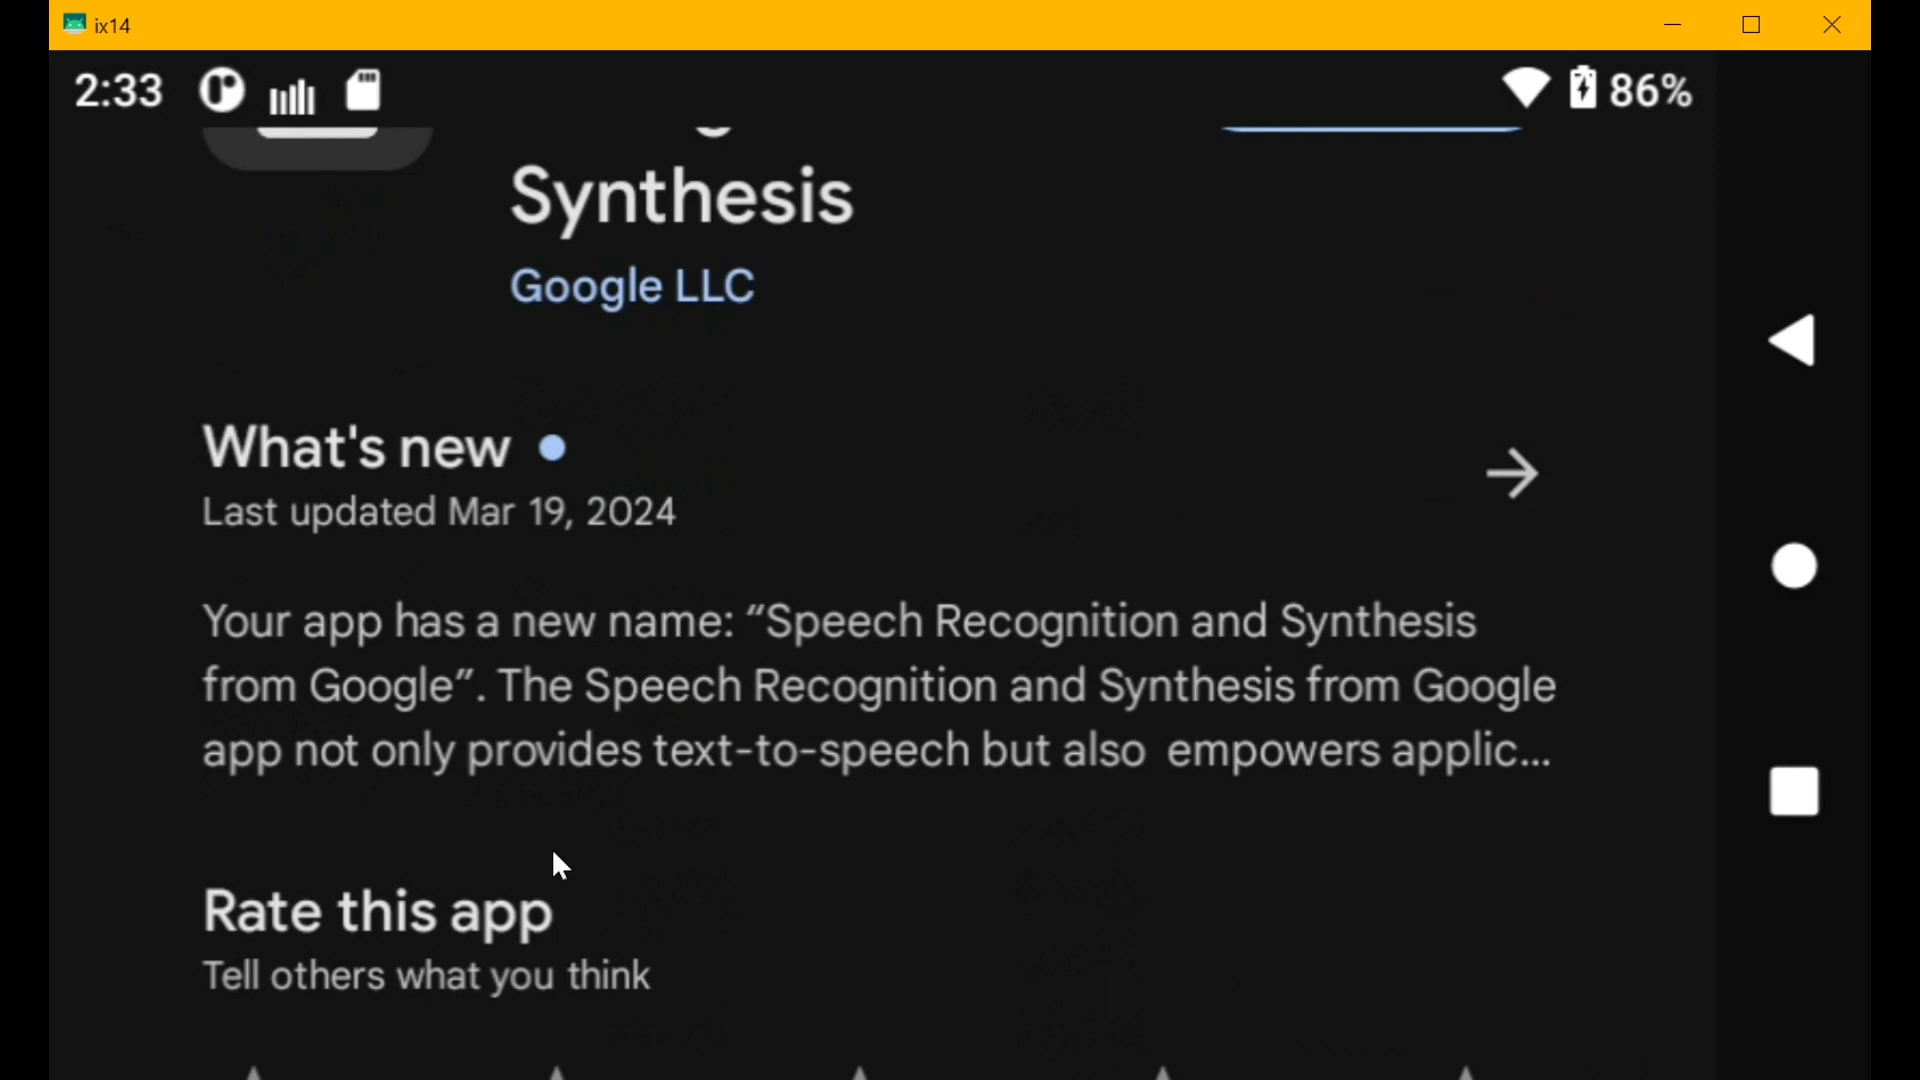 ix14
2:33
86%
Synthesis
Google LLC
What's new
Last updated Mar 19, 2024
Your app has a new name: “Speech Recognition and Synthesis
from Google”. The Speech Recognition and Synthesis from Google
app not only provides text-to-speech but also empowers applic...
Rate this app
Tell others what you think